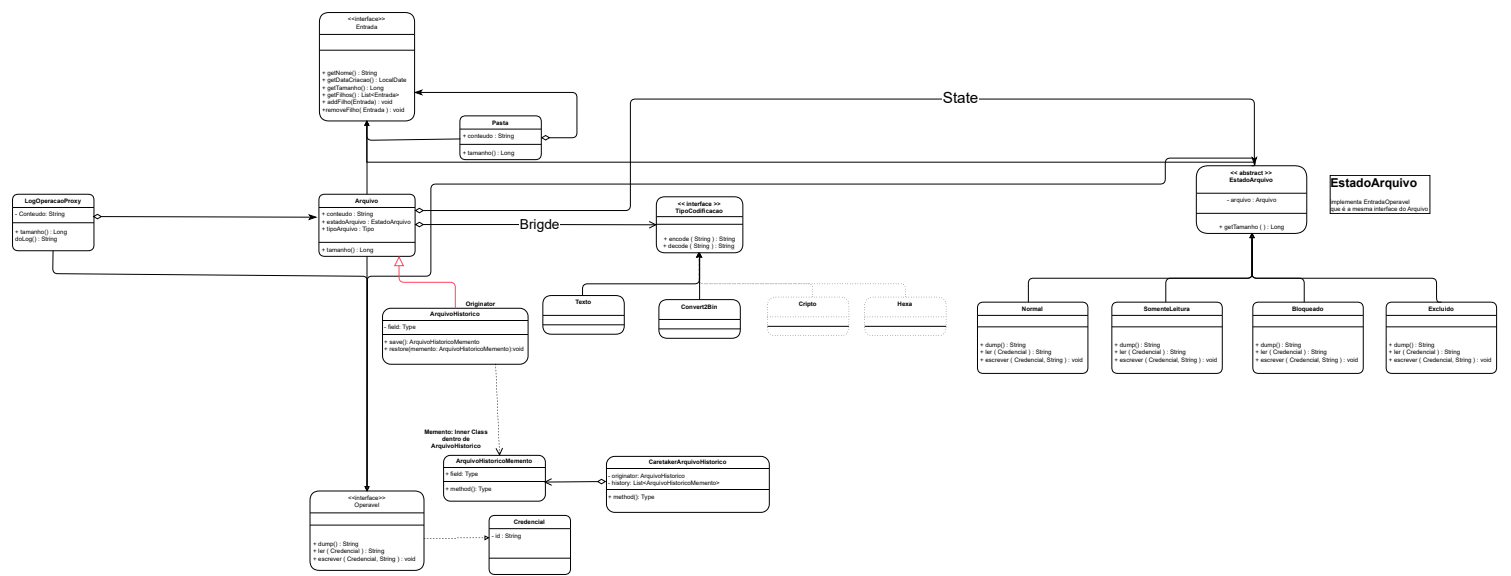 <<interface>>
Entrada
+ getNome() : String
+ getDataCriacao() : LocalDate
+ getTamanho() : Long
+ getFilhos() : List<Entrada>
+ addFilho(Entrada) : void
+removeFilho( Entrada ) : void
State
Pasta
+ conteudo : String
+ tamanho() : Long
<< abstract >>
EstadoArquivo
- arquivo : Arquivo
+ getTamanho ( ) : Long
EstadoArquivo
implementa EntradaOperavel
que é a mesma interface do Arquivo
LogOperacaoProxy
- Conteudo: String
+ tamanho() : Long
doLog() : String
Arquivo
+ conteudo : String
+ estadoArquivo : EstadoArquivo
+ tipoArquivo : Tipo
+ tamanho() : Long
Brigde
<< interface >>
TipoCodificacao
+ encode ( String ) : String
+ decode ( String ) : String
Originator
ArquivoHistorico
- field: Type
+ save(): ArquivoHistoricoMemento
+ restore(memento: ArquivoHistoricoMemento):void
Texto
Convert2Bin
Cripto
Hexa
Normal
+ dump() : String
+ ler ( Credencial ) : String
+ escrever ( Credencial, String ) : void
SomenteLeitura
+ dump() : String
+ ler ( Credencial ) : String
+ escrever ( Credencial, String ) : void
Bloqueado
+ dump() : String
+ ler ( Credencial ) : String
+ escrever ( Credencial, String ) : void
Excluído
+ dump() : String
+ ler ( Credencial ) : String
+ escrever ( Credencial, String ) : void
Memento: Inner Class
dentro de
ArquivoHistorico
ArquivoHistoricoMemento
+ field: Type
+ method(): Type
CaretakerArquivoHistorico
- originator: ArquivoHistorico
- history: List<ArquivoHistoricoMemento>
+ method(): Type
<<interface>>
Operavel
+ dump() : String
+ ler ( Credencial ) : String
+ escrever ( Credencial, String ) : void
Credencial
- id : String